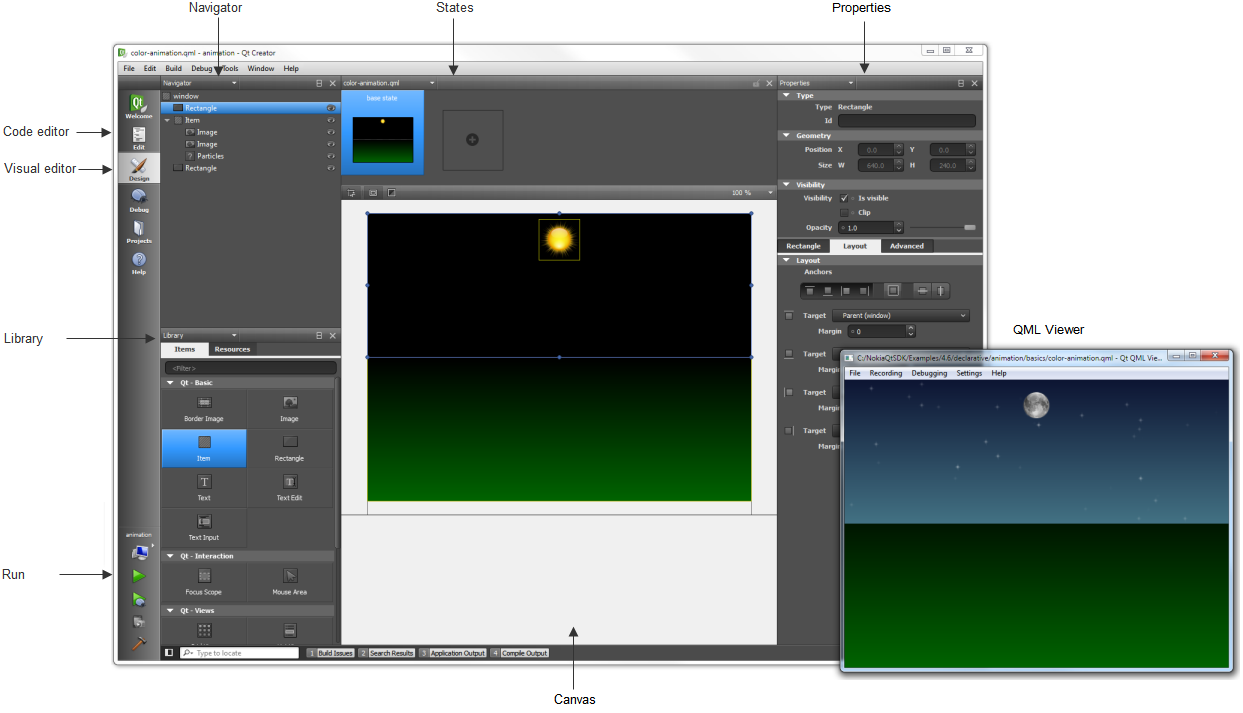 Navigator
States
Properties
color-animation.qml - animation - Qt Creator
File Edit Build Debug Tools Window Help
Navigator
color-animation.qml
Properties
Code editor
Visual editor
Library
Run
Welcome
Edit
Design
Debug
Projects
Help
animation
window
Rectangle
Item
Image
Image
Particles
Rectangle
base state
100 %
Type
Type Rectangle
Id
Geometry
Position X 0.0 Y 0.0
Size W 640.0 H 240.0
Visibility
Visibility Is visible
Clip
Opacity 1.0
Rectangle Layout Advanced
Layout
Anchors
Target Parent (window)
Margin 0
Target
Margin
Target
Margin
Target
Margin
Library
Items Resources
<Filter>
Qt - Basic
Border Image Image
Item Rectangle
Text Text Edit
Text Input
Qt - Interaction
Focus Scope Mouse Area
Qt - Views
Type to locate
1 Build Issues 2 Search Results 3 Application Output 4 Compile Output
QML Viewer
C:/NokiaQtSDK/Examples/4.6/declarative/animation/basics/color-animation.qml - Qt QML Vie...
File Recording Debugging Settings Help
Canvas